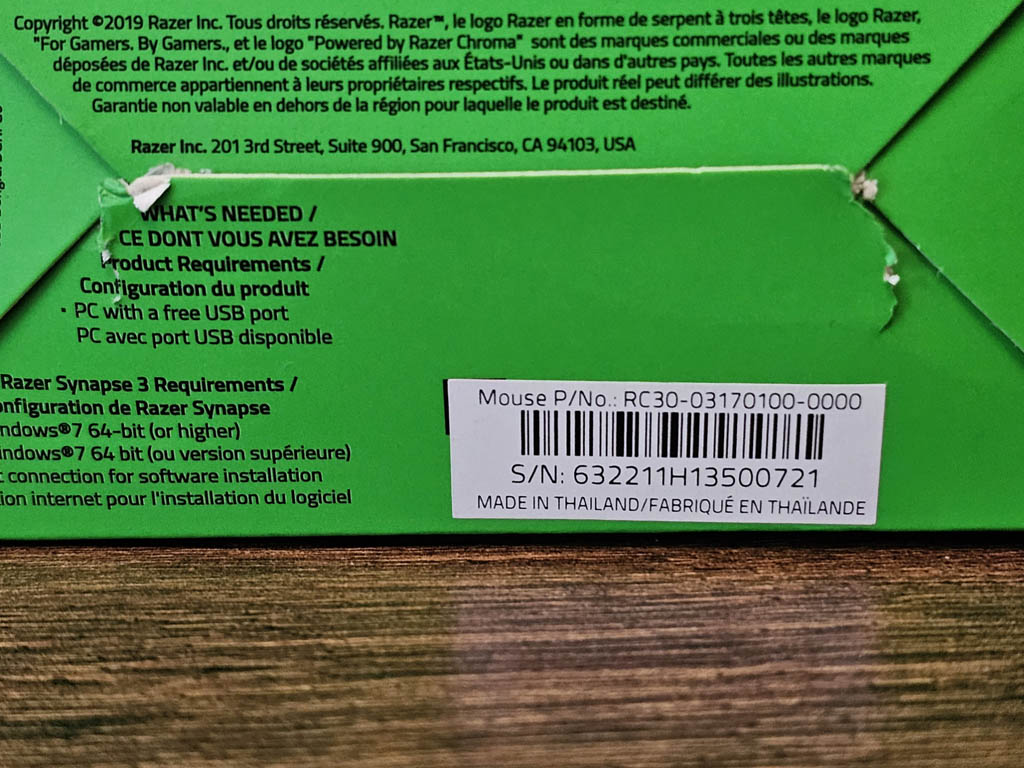 Copyright ©2019 Razer Inc. Tous droits réservés. Razer™, le logo Razer en forme de serpent à trois têtes, le logo Razer,
"For Gamers. By Gamers., et le logo "Powered by Razer Chroma" sont des marques commerciales ou des marques
déposées de Razer Inc. et/ou de sociétés affiliées aux États-Unis ou dans d'autres pays. Toutes les autres marques
de commerce appartiennent à leurs propriétaires respectifs. Le produit réel peut différer des illustrations.
Garantie non valable en dehors de la région pour laquelle le produit est destiné.
Razer Inc. 201 3rd Street, Suite 900, San Francisco, CA 94103, USA
WHAT'S NEEDED /
CE DONT VOUS AVEZ BESOIN
Product Requirements /
Configuration du produit
· PC with a free USB port
PC avec port USB disponible
Razer Synapse 3 Requirements /
nfiguration de Razer Synapse
ndows®7 64-bit (or higher)
indows®7 64 bit (ou version supérieure)
connection for software installation
ion internet pour l'installation du logiciel
Mouse P/No.: RC30-03170100-0000
S/N: 632211H13500721
MADE IN THAILAND/FABRIQUÉ EN THAÏLANDE